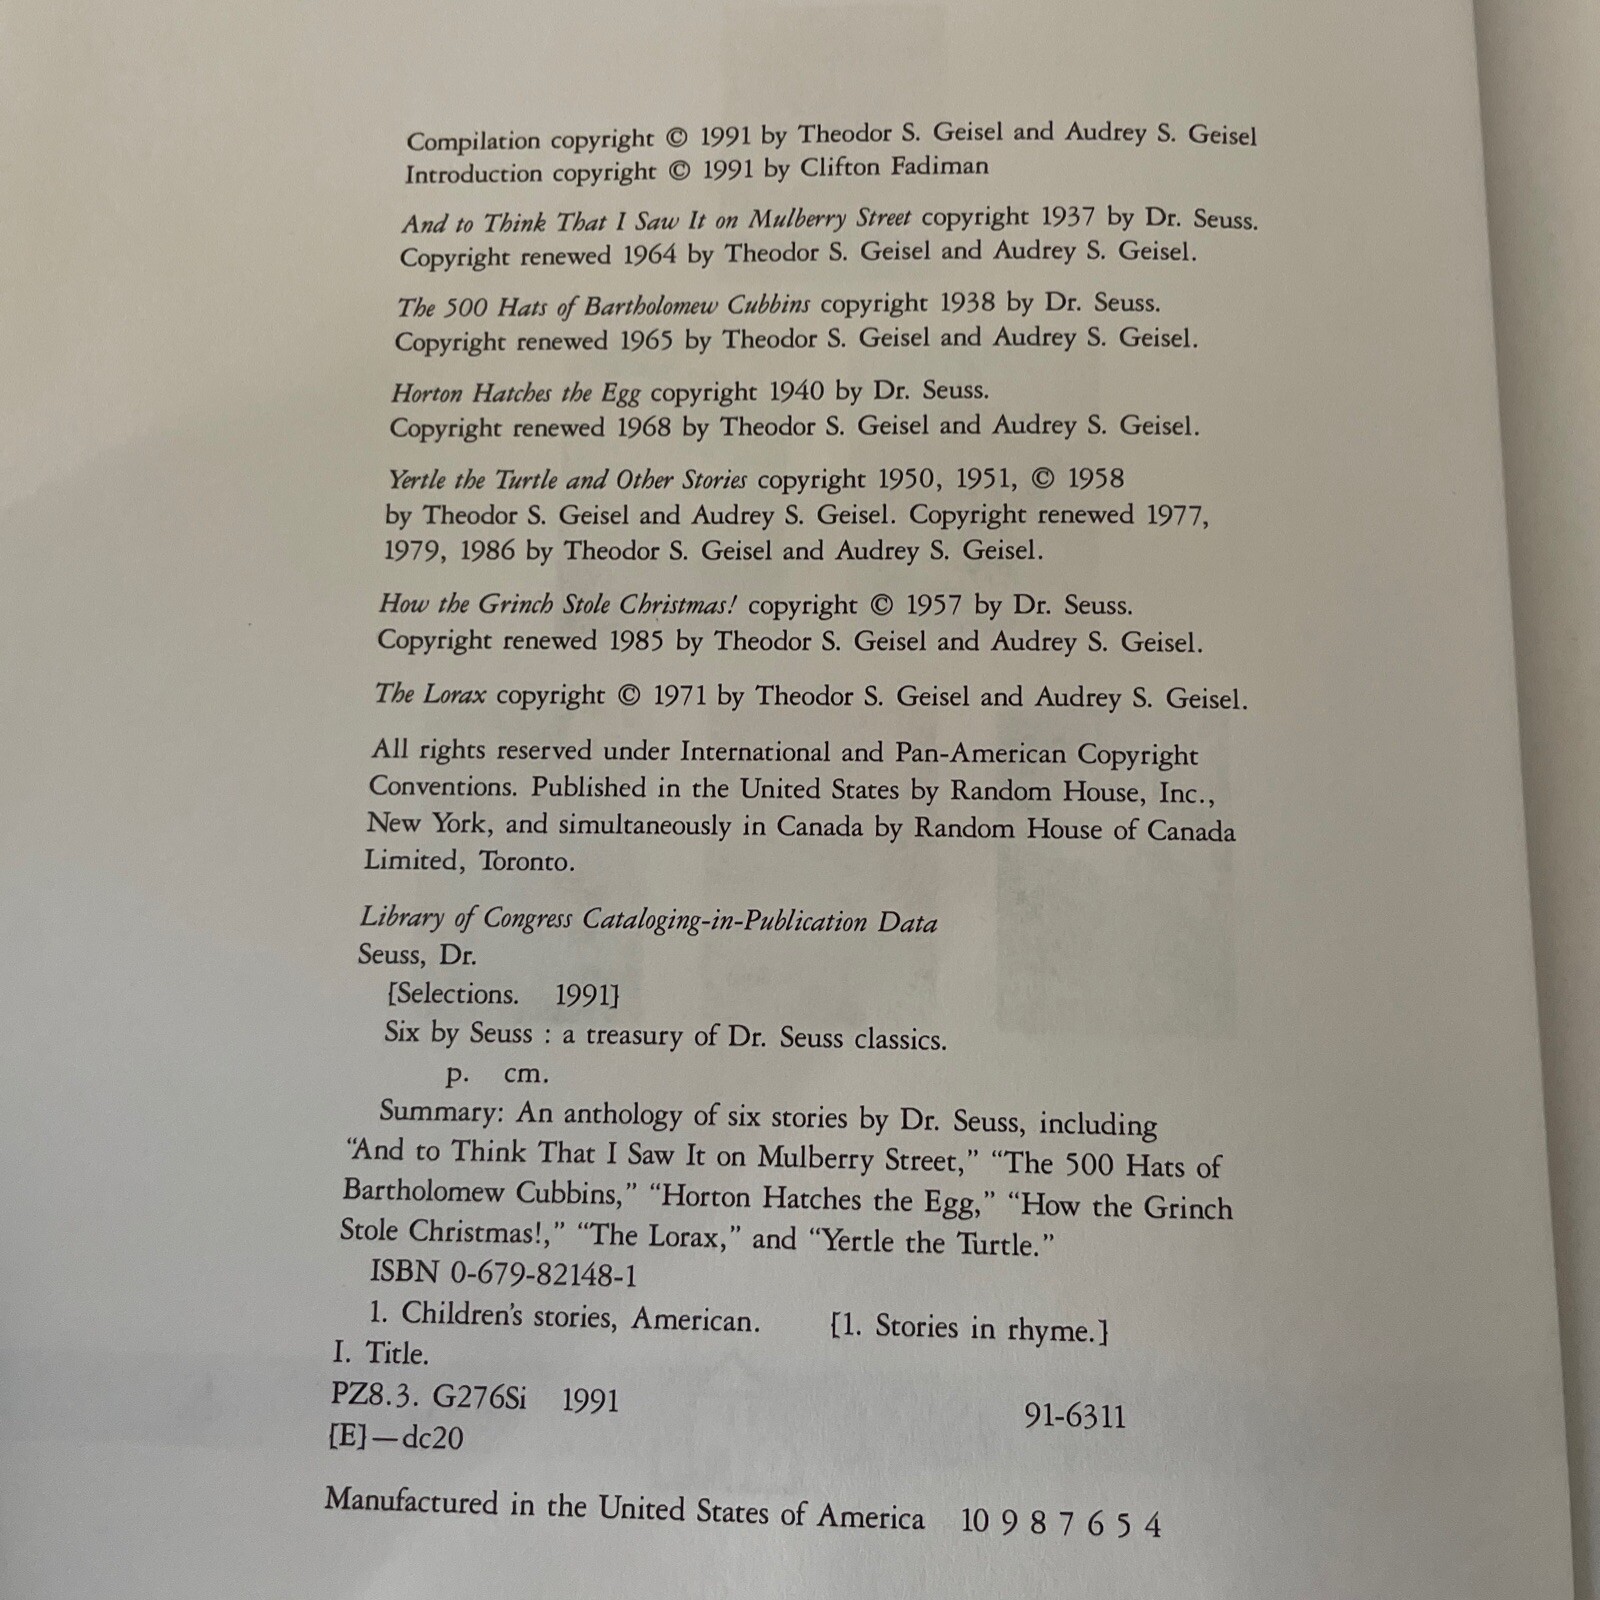 Compilation copyright © 1991 by Theodor S. Geisel and Audrey S. Geisel
Introduction copyright © 1991 by Clifton Fadiman
And to Think That I Saw It on Mulberry Street copyright 1937 by Dr. Seuss.
Copyright renewed 1964 by Theodor S. Geisel and Audrey S. Geisel.
The 500 Hats of Bartholomew Cubbins copyright 1938 by Dr. Seuss.
Copyright renewed 1965 by Theodor S. Geisel and Audrey S. Geisel.
Horton Hatches the Egg copyright 1940 by Dr. Seuss.
Copyright renewed 1968 by Theodor S. Geisel and Audrey S. Geisel.
Yertle the Turtle and Other Stories copyright 1950, 1951, © 1958
by Theodor S. Geisel and Audrey S. Geisel. Copyright renewed 1977,
1979, 1986 by Theodor S. Geisel and Audrey S. Geisel.
How the Grinch Stole Christmas! copyright © 1957 by Dr. Seuss.
Copyright renewed 1985 by Theodor S. Geisel and Audrey S. Geisel.
The Lorax copyright © 1971 by Theodor S. Geisel and Audrey S. Geisel.
All rights reserved under International and Pan-American Copyright
Conventions. Published in the United States by Random House, Inc.,
New York, and simultaneously in Canada by Random House of Canada
Limited, Toronto.
Library of Congress Cataloging-in-Publication Data
Seuss, Dr.
[Selections. 1991]
Six by Seuss : a treasury of Dr. Seuss classics.
p. cm.
Summary: An anthology of six stories by Dr. Seuss, including
“And to Think That I Saw It on Mulberry Street,” “The 500 Hats of
Bartholomew Cubbins,” “Horton Hatches the Egg,” “How the Grinch
Stole Christmas!,” “The Lorax,” and “Yertle the Turtle.”
ISBN 0-679-82148-1
1. Children's stories, American. [1. Stories in rhyme.]
I. Title.
PZ8.3. G276Si 1991 91-6311
[E]—dc20
Manufactured in the United States of America 10 9 8 7 6 5 4